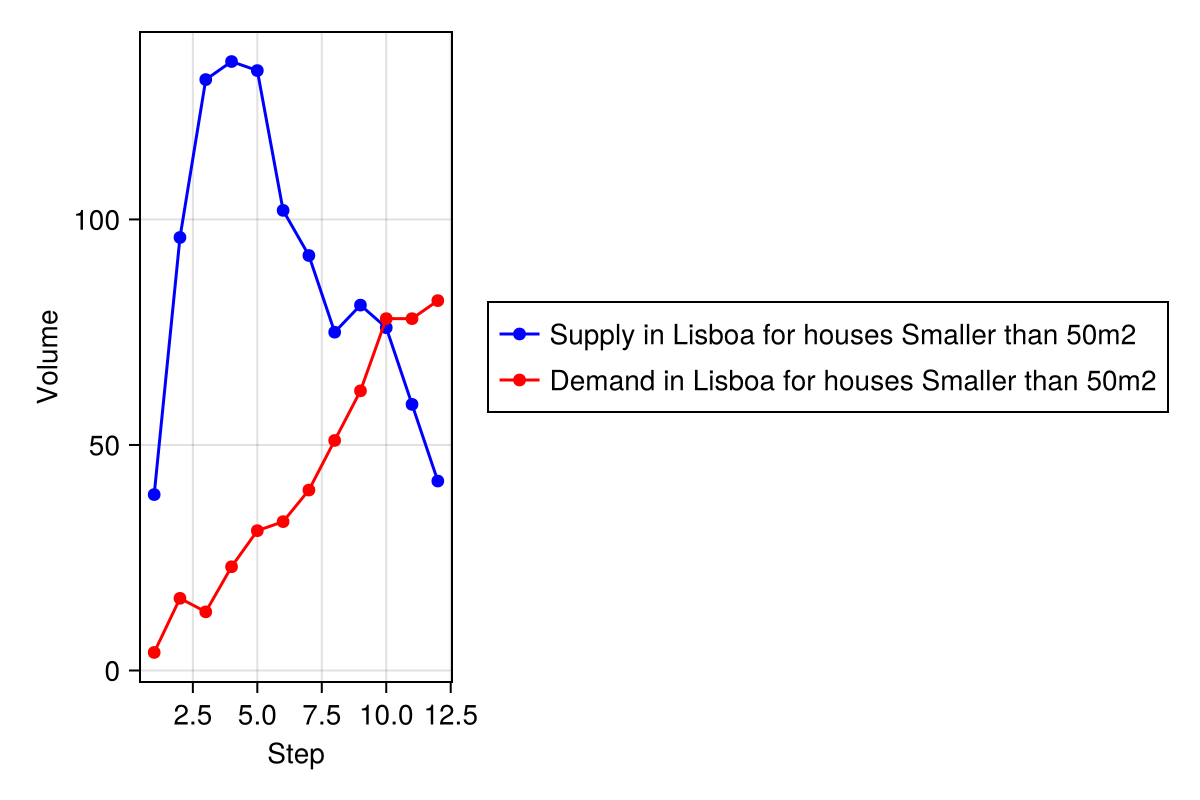 100
50
0
Volume
2.5 5.0 7.5 10.0 12.5
Step
Supply in Lisboa for houses Smaller than 50m2
Demand in Lisboa for houses Smaller than 50m2